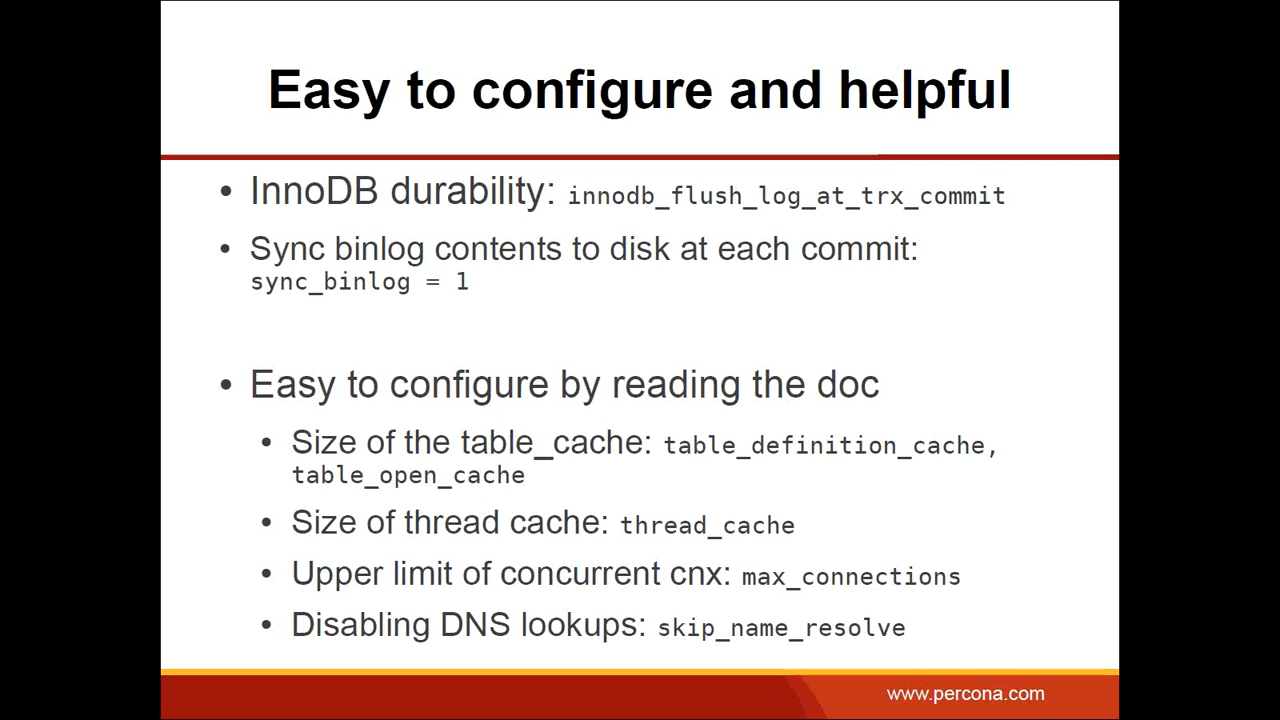 Easy to configure and helpful
• InnoDB durability: innodb_flush_log_at_trx_commit
• Sync binlog contents to disk at each commit:
sync_binlog = 1
• Easy to configure by reading the doc
• Size of the table_cache: table_definition_cache,
table_open_cache
• Size of thread cache: thread_cache
• Upper limit of concurrent cnx: max_connections
• Disabling DNS lookups: skip_name_resolve
www.percona.com